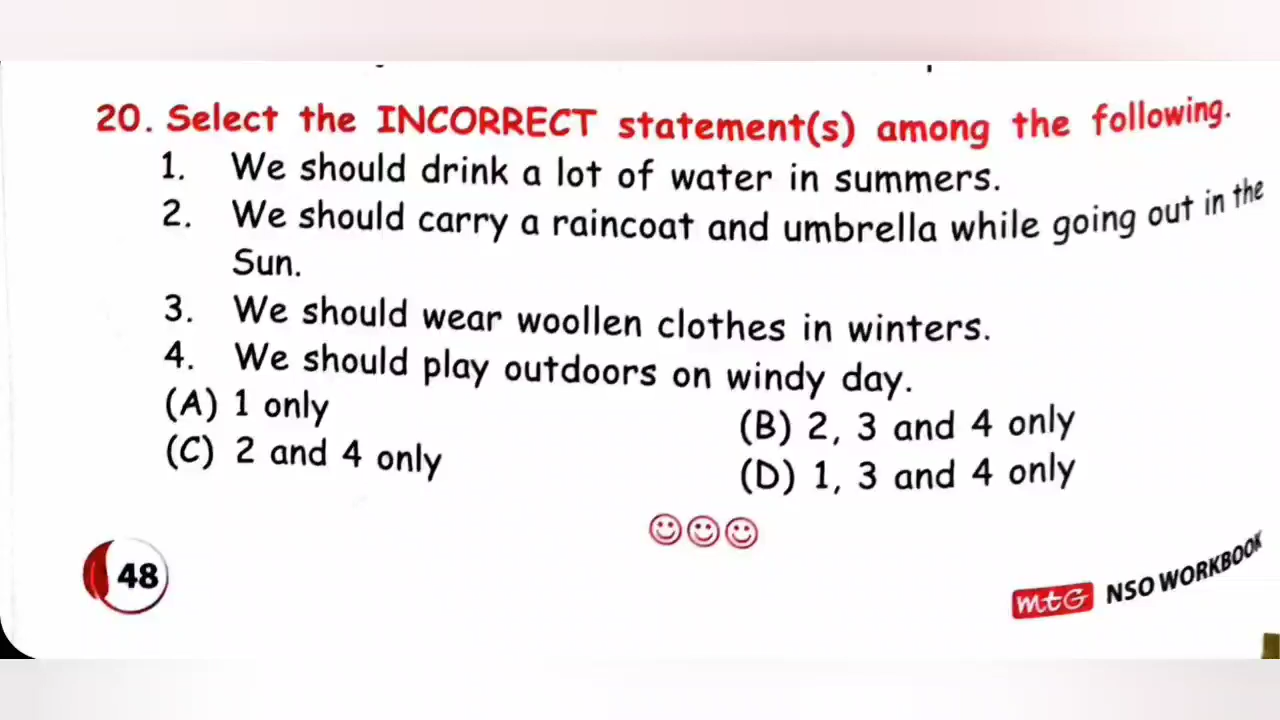 20. Select the INCORRECT statement(s) among the following.
1. We should drink a lot of water in summers.
2. We should carry a raincoat and umbrella while going out in the
Sun.
3. We should wear woollen clothes in winters.
4. We should play outdoors on windy day.
(A) 1 only
(B) 2, 3 and 4 only
(C) 2 and 4 only
(D) 1, 3 and 4 only
48
mtG NSO WORKBOOK